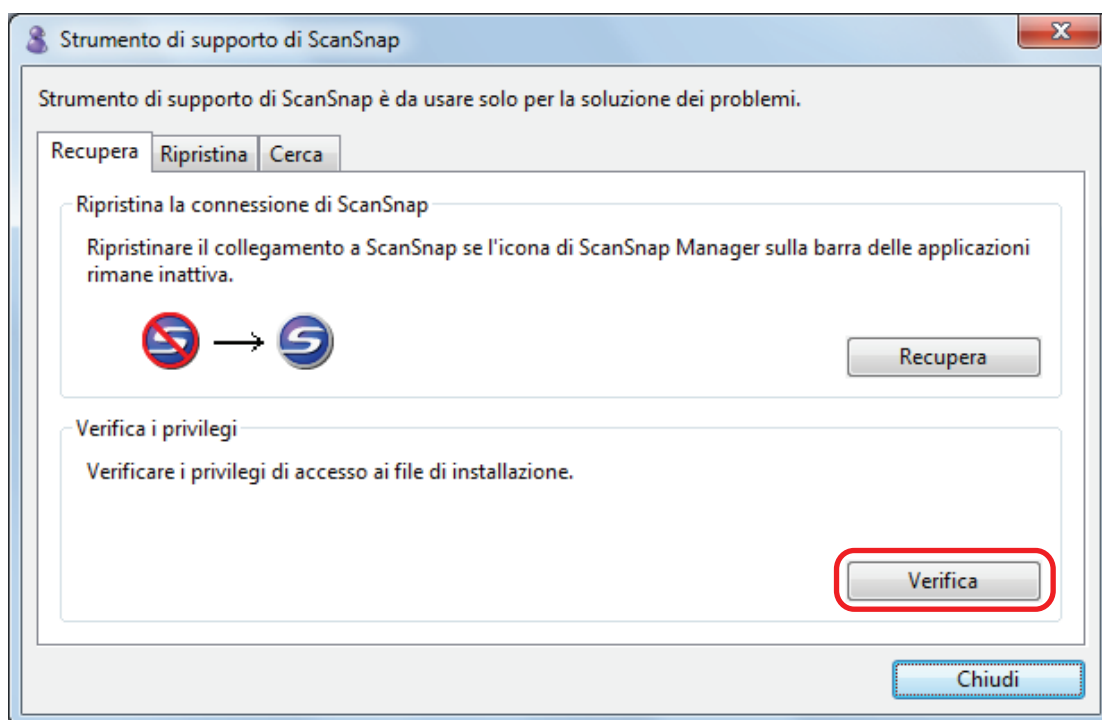 Strumento di supporto di ScanSnap
Strumento di supporto di ScanSnap è da usare solo per la soluzione dei problemi.
Recupera Ripristina Cerca
Ripristina la connessione di ScanSnap
Ripristinare il collegamento a ScanSnap se l'icona di ScanSnap Manager sulla barra delle applicazioni
rimane inattiva.
Recupera
Verifica i privilegi
Verificare i privilegi di accesso ai file di installazione.
Verifica
Chiudi